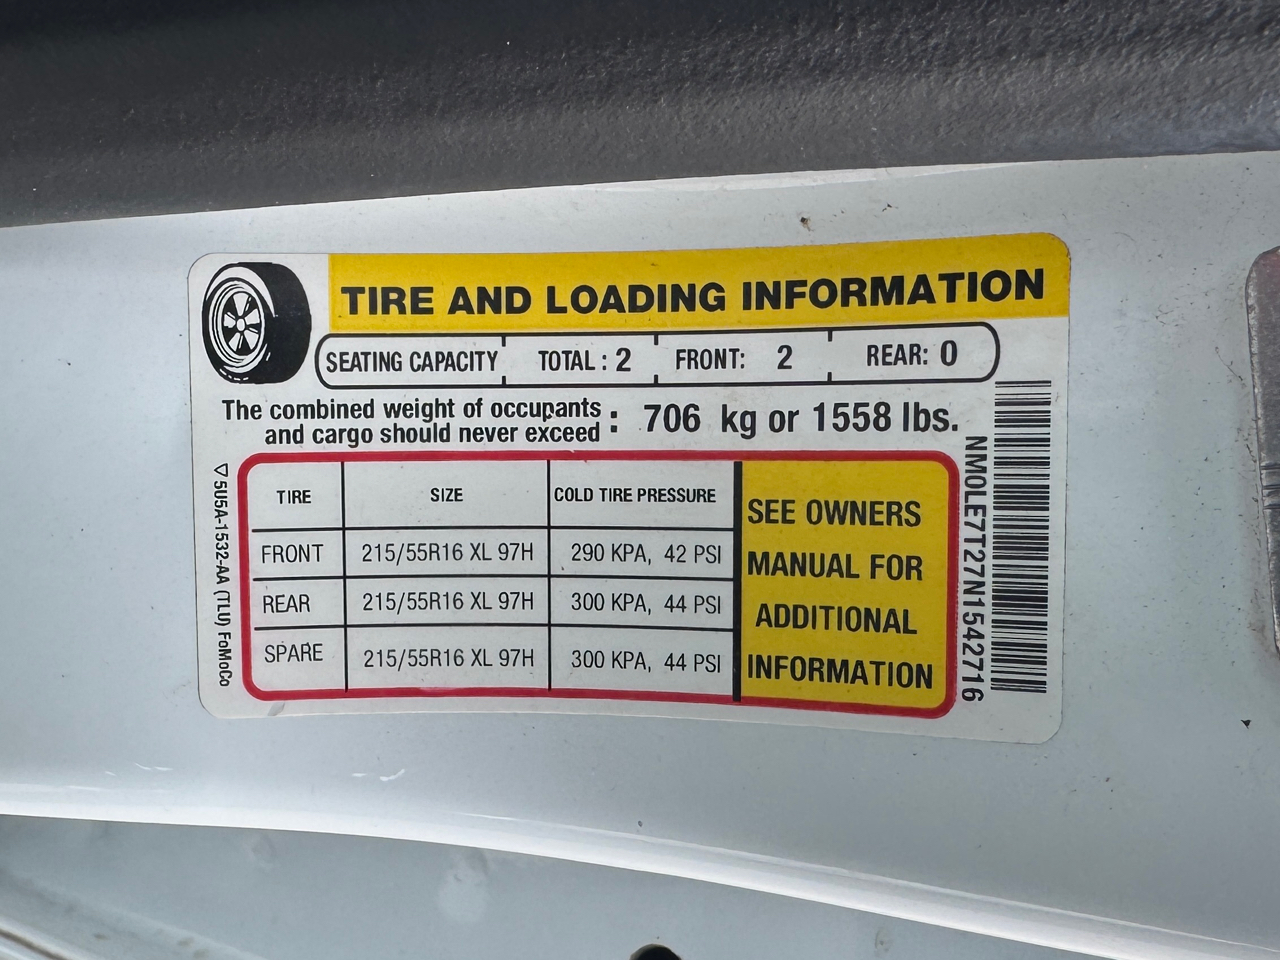 TIRE AND LOADING INFORMATION
SEATING CAPACITY TOTAL : 2 FRONT: 2 REAR: 0
The combined weight of occupants
and cargo should never exceed : 706 kg or 1558 lbs.
TIRE SIZE COLD TIRE PRESSURE
FRONT 215/55R16 XL 97H 290 KPA, 42 PSI
REAR 215/55R16 XL 97H 300 KPA, 44 PSI
SPARE 215/55R16 XL 97H 300 KPA, 44 PSI
SEE OWNERS
MANUAL FOR
ADDITIONAL
INFORMATION
5U5A-1532-AA (TLU) FoMoCo
NM0LE7T27N1542716